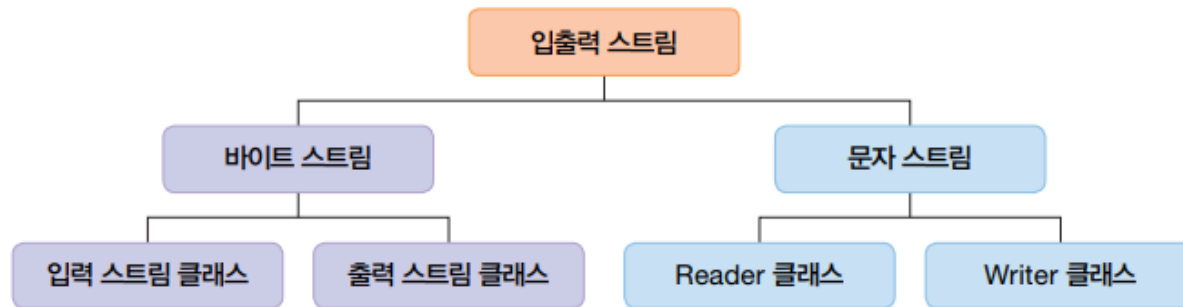 입출력 스트림
바이트 스트림
문자 스트림
입력 스트림 클래스
출력 스트림 클래스
Reader 클래스
Writer 클래스